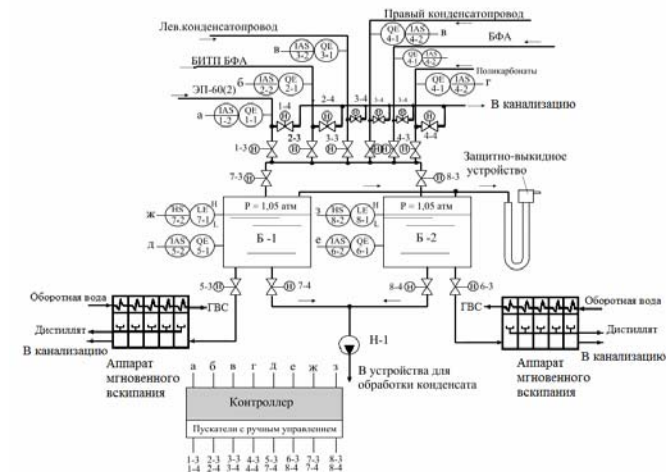 Правый конденсатопровод
Лев.конденсатопровод
IAS 3-2 QE 3-1
в
QE 4-1 IAS 4-2
в
БФА
БИТП БФА
QE 4-1 IAS 4-2
Поликарбонаты
IAS 2-2 QE 2-1
б
QE 4-1 IAS 4-2
г
ЭП-60(2)
IAS 1-2 QE 1-1
а
1-4 2-4 3-4 3-4 3-4
В канализацию
H H H H H H
1-3 2-3 3-3 4-3 4-4
H H H H H H
7-3 H
H 8-3
Защитно-выкидное
устройство
ж HS 7-2 LE 7-1 H L
P = 1,05 атм
з HS 8-2 LE 8-1 H L
P = 1,05 атм
д IAS 5-2 QE 5-1
Б -1
е IAS 6-2 QE 6-1
Б -2
5-3 H
H 7-4
8-4 H
H 6-3
Оборотная вода
ГВС
Дистиллят
В канализацию
Аппарат
мгновенного
вскипания
ГВС
Оборотная вода
Дистиллят
В канализацию
Аппарат
мгновенного
вскипания
Н-1
В устройства для
обработки конденсата
а б в г д е ж з
Контроллер
Пускатели с ручным управлением
1-3 2-3 3-3 4-3 5-3 6-3 7-3 8-3
1-4 2-4 3-4 4-4 7-4 8-4 7-4 8-4